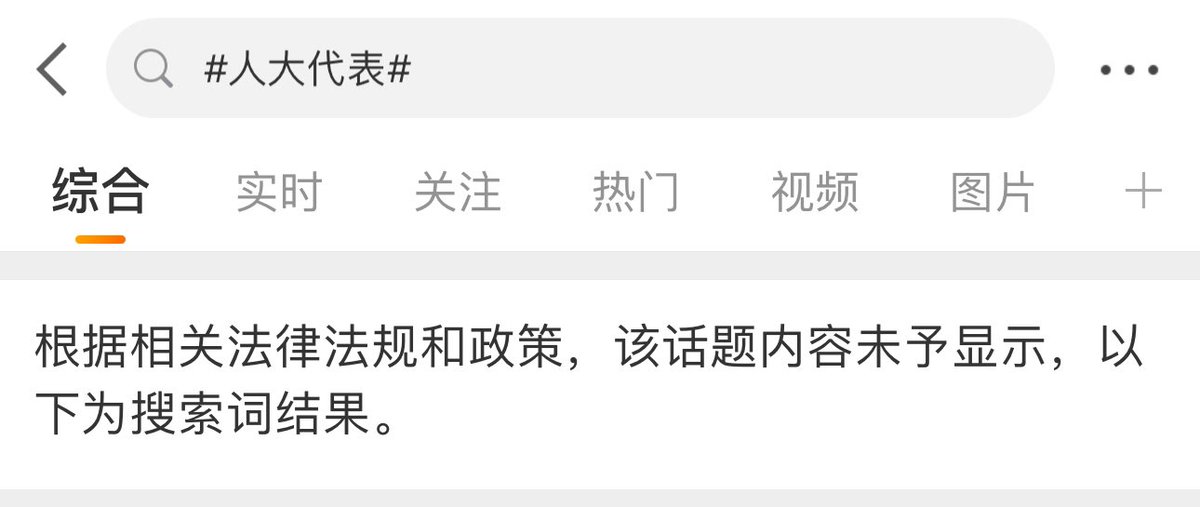 #人大代表#
综合 实时 关注 热门 视频 图片
根据相关法律法规和政策，该话题内容未予显示，以
下为搜索词结果。